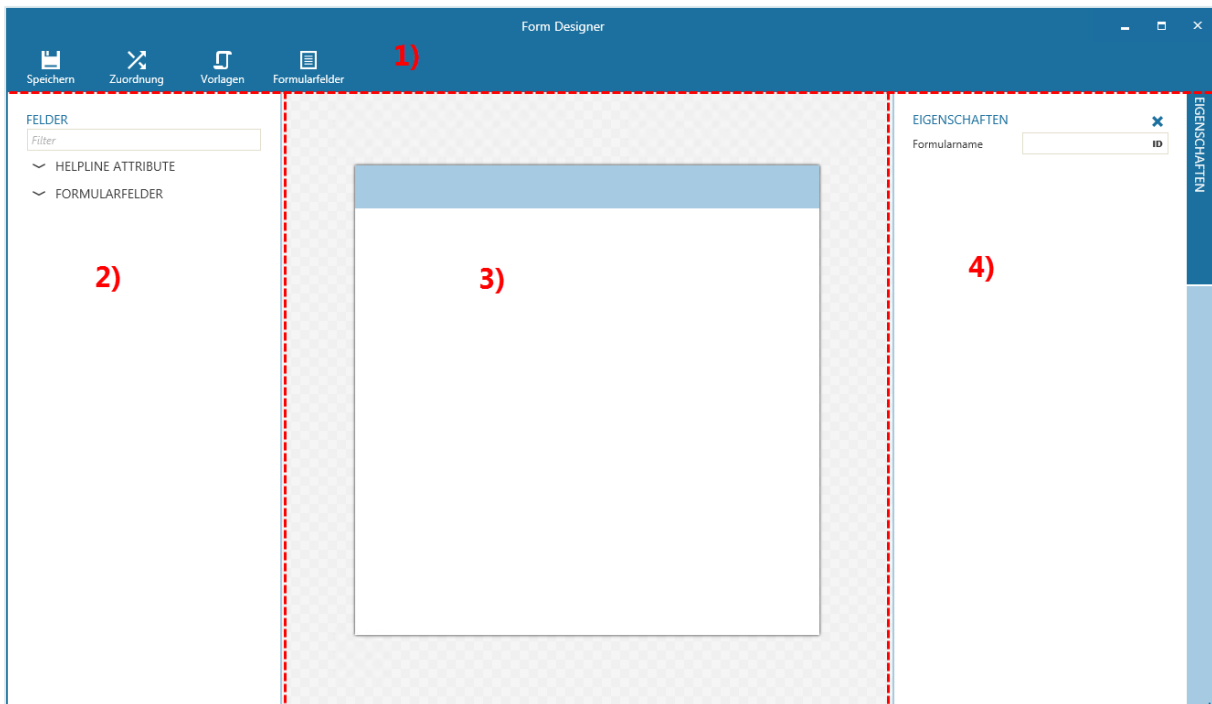 Form Designer
1)
Speichern Zuordnung Vorlagen Formularfelder
FELDER
Filter
HELPLINE ATTRIBUTE
FORMULARFELDER
2)
3)
EIGENSCHAFTEN
Formularname ID
4)
EIGENSCHAFTEN